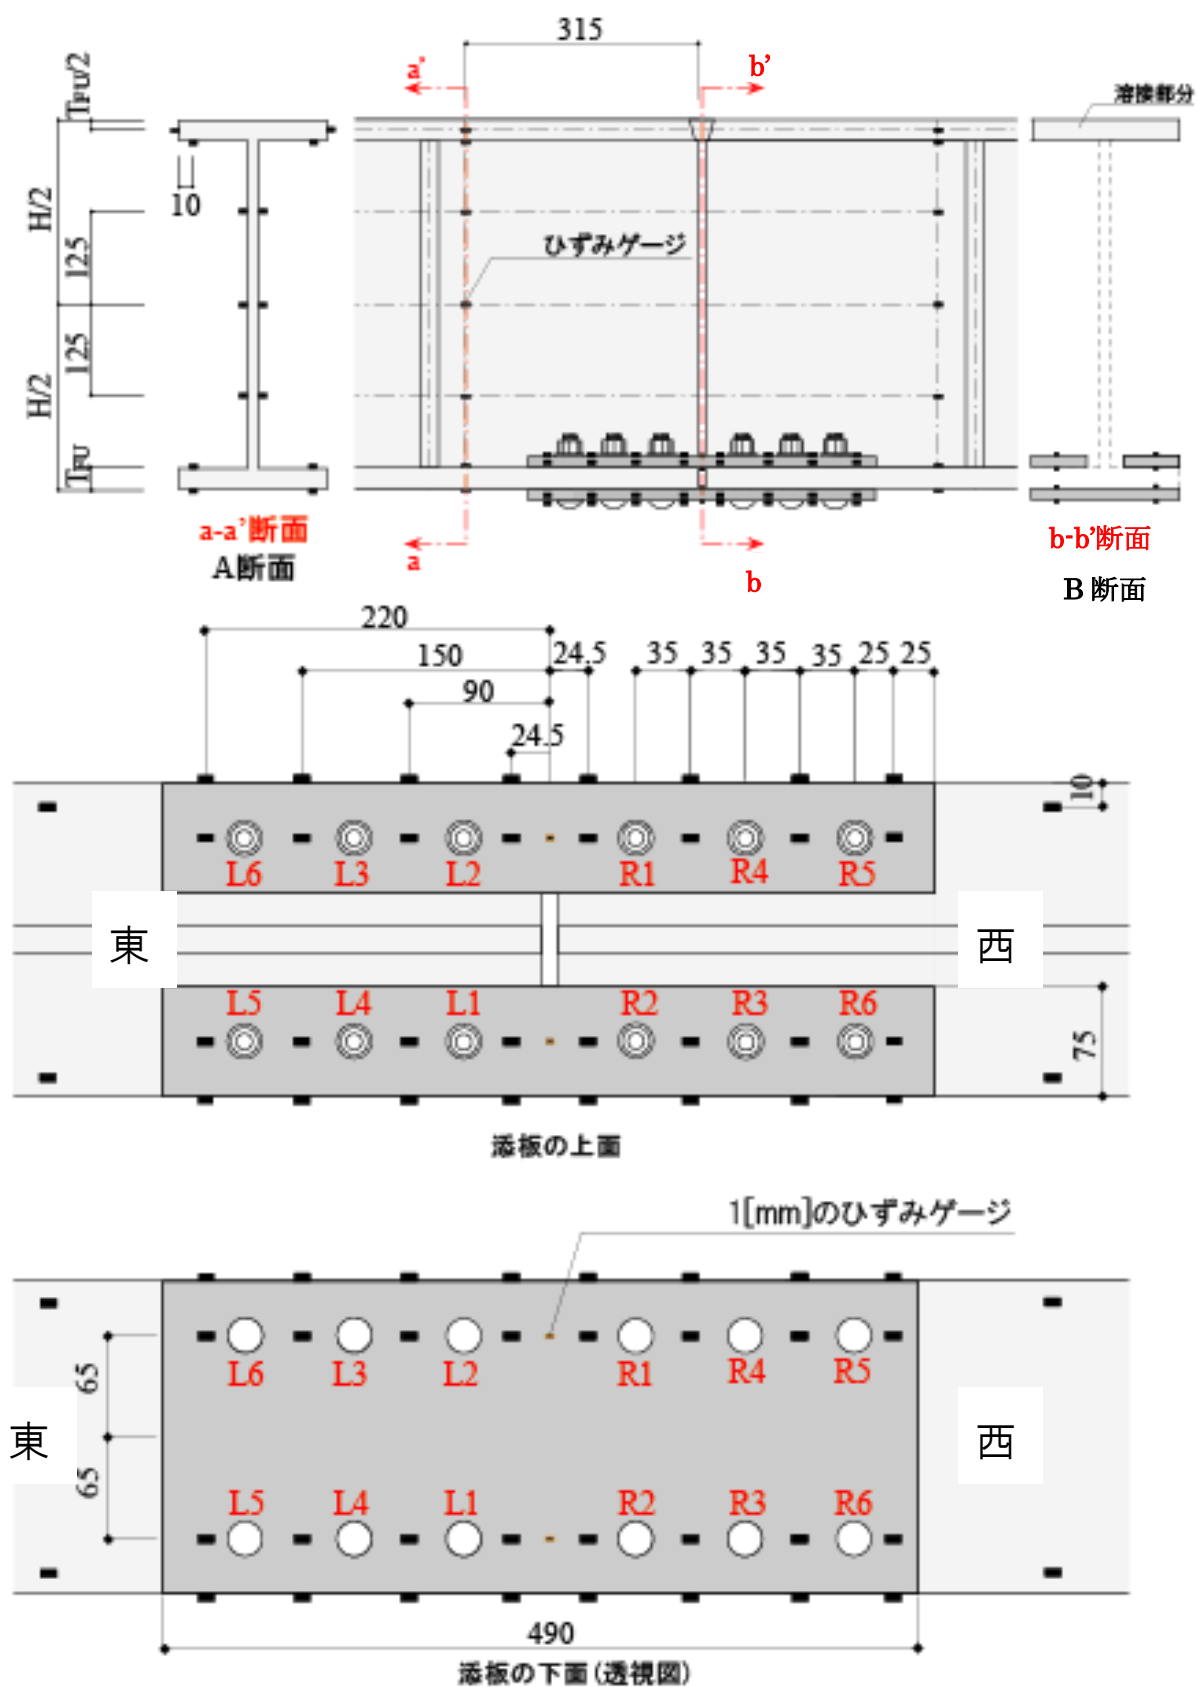 315
TFU/2
a'
b'
溶接部分
H/2
10
125
ひずみゲージ
125
H/2
TFU
a-a'断面
A断面
a
b
b-b'断面
B 断面
220
150
24.5
35
35
35
35
25
25
90
24.5
10
L6
L3
L2
R1
R4
R5
東
西
L5
L4
L1
R2
R3
R6
75
添板の上面
1[mm]のひずみゲージ
L6
L3
L2
R1
R4
R5
65
東
西
65
L5
L4
L1
R2
R3
R6
490
添板の下面(透視図)